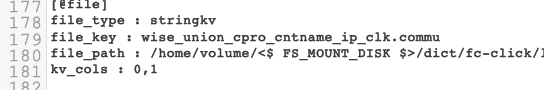 177 [@file]
178 file_type : stringkv
179 file_key : wise_union_cpro_cntname_ip_clk.commu
180 file_path : /home/volume/<$ FS_MOUNT_DISK $>/dict/fc-click/
181 kv_cols : 0,1
182